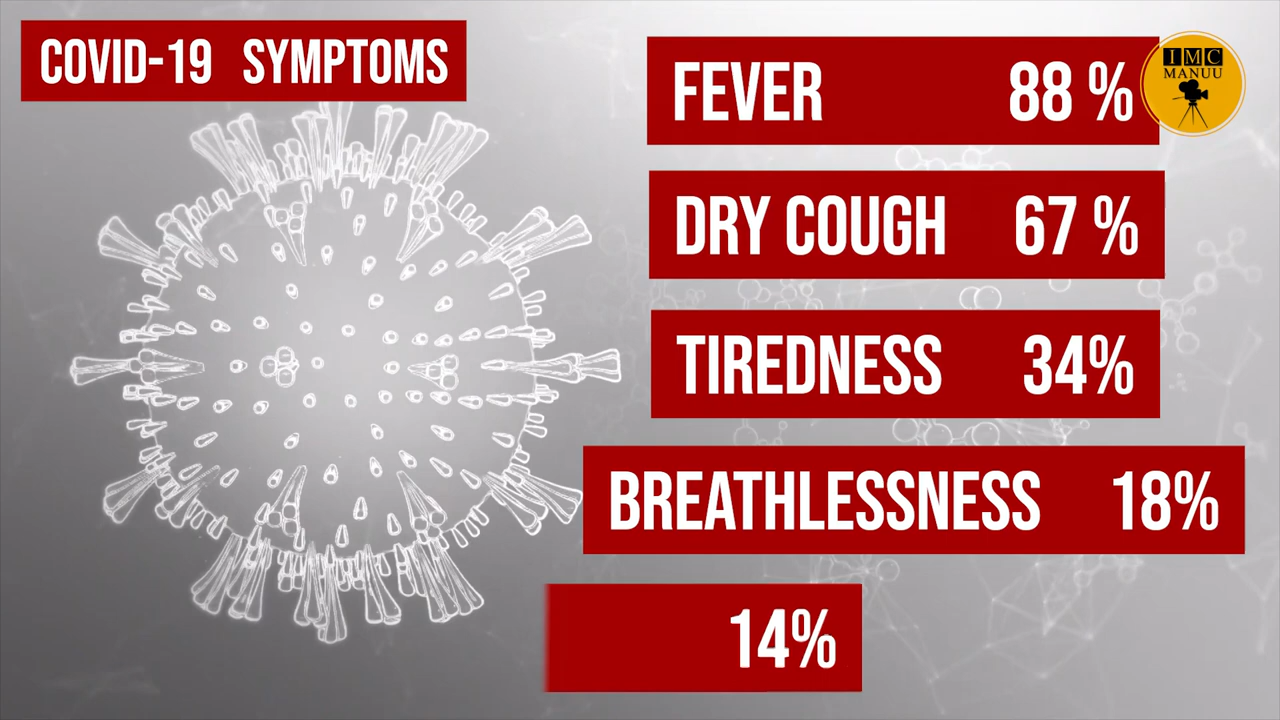 COVID-19 SYMPTOMS
FEVER 88 %
IMC
MANUU
DRY COUGH 67 %
TIREDNESS 34%
BREATHLESSNESS 18%
14%